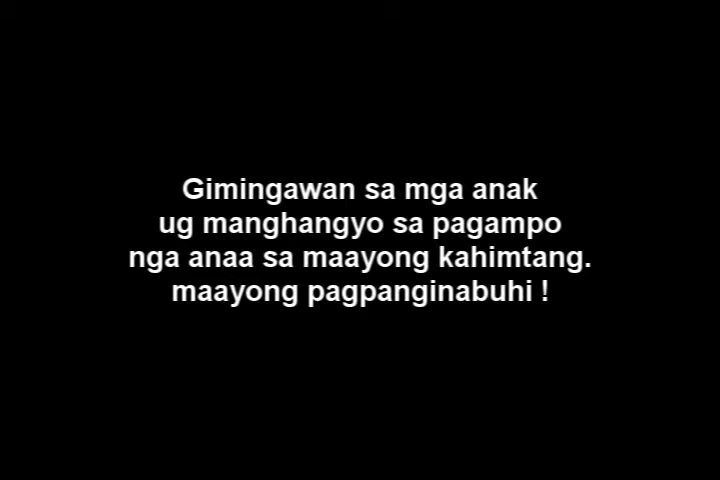 Gimingawan sa mga anak
ug manghangyo sa pagampo
nga anaa sa maayong kahimtang.
maayong pagpanginabuhi !